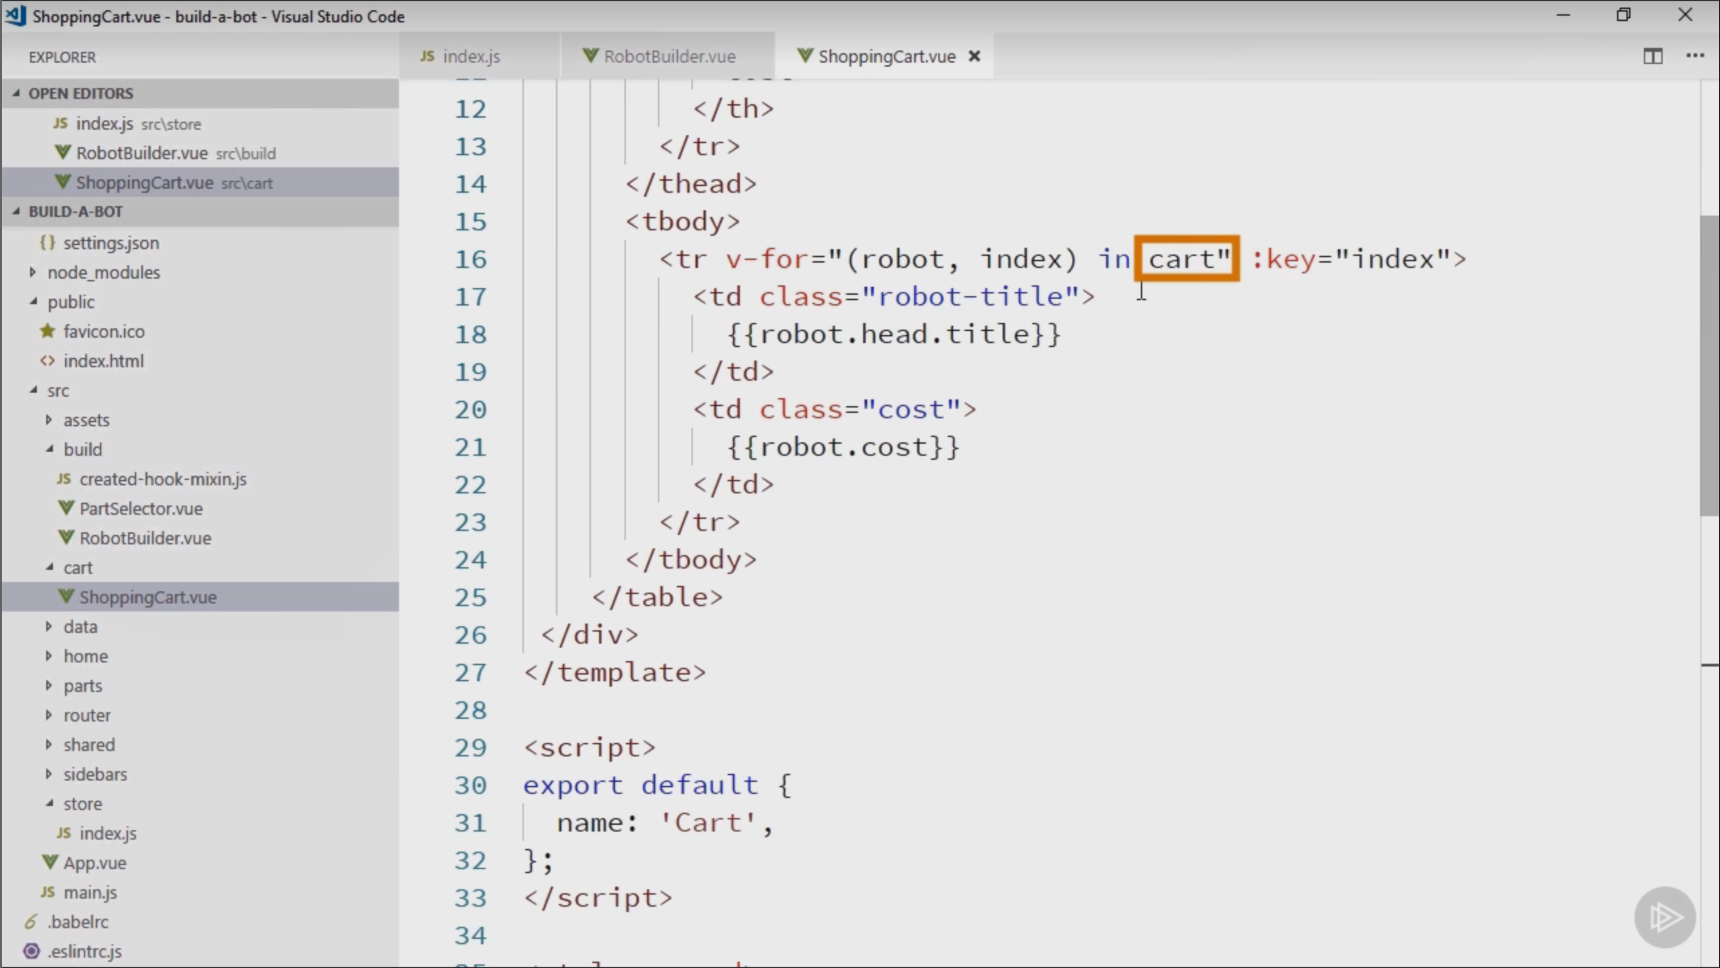 ShoppingCart.vue - build-a-bot - Visual Studio Code
EXPLORER
OPEN EDITORS
JS index.js src\store
RobotBuilder.vue src\build
ShoppingCart.vue src\cart
BUILD-A-BOT
{} settings.json
node_modules
public
favicon.ico
<> index.html
src
assets
build
JS created-hook-mixin.js
PartSelector.vue
RobotBuilder.vue
cart
ShoppingCart.vue
data
home
parts
router
shared
sidebars
store
JS index.js
App.vue
JS main.js
.babelrc
.eslintrc.js
JS index.js
RobotBuilder.vue
ShoppingCart.vue
12 </th>
13 </tr>
14 </thead>
15 <tbody>
16 <tr v-for="(robot, index) in cart" :key="index">
17 <td class="robot-title">
18 {{robot.head.title}}
19 </td>
20 <td class="cost">
21 {{robot.cost}}
22 </td>
23 </tr>
24 </tbody>
25 </table>
26 </div>
27 </template>
28
29 <script>
30 export default {
31 name: 'Cart',
32 };
33 </script>
34